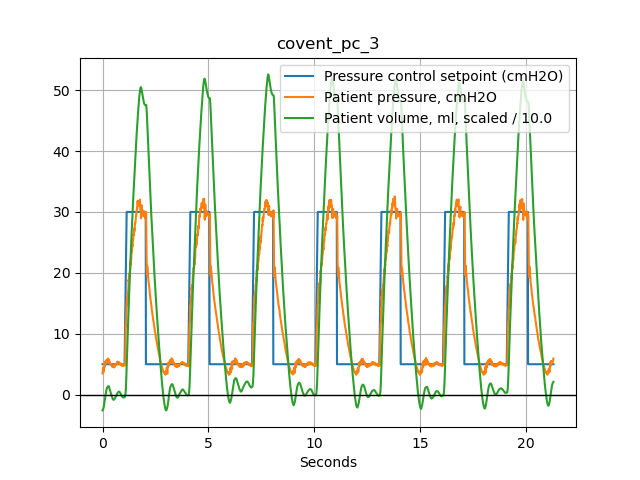 covent_pc_3
Pressure control setpoint (cmH2O)
Patient pressure, cmH2O
Patient volume, ml, scaled / 10.0
50
40
30
20
10
0
0 5 10 15 20
Seconds